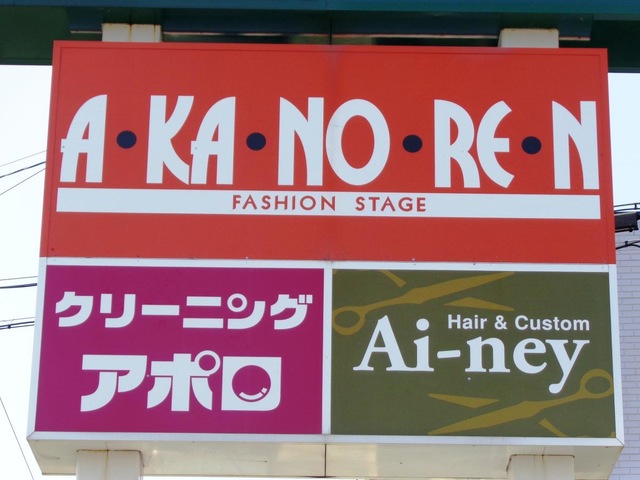 A•KA•NO•RE•N
FASHION STAGE
クリーニング
アポロ
Hair & Custom
Ai-ney